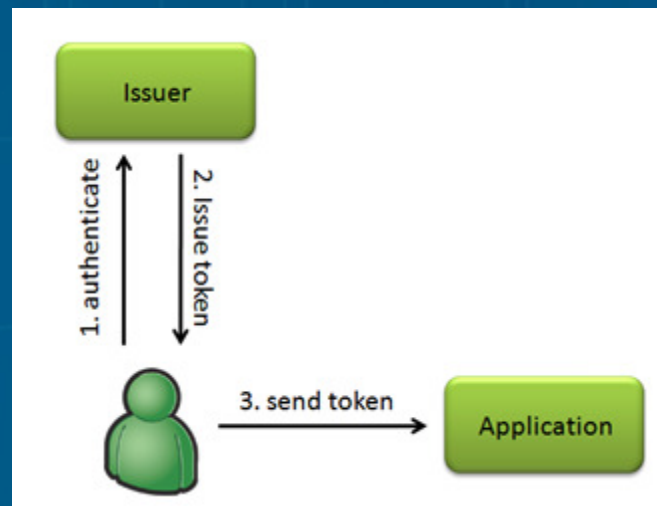 Issuer
1. authenticate
2. Issue token
3. send token
Application